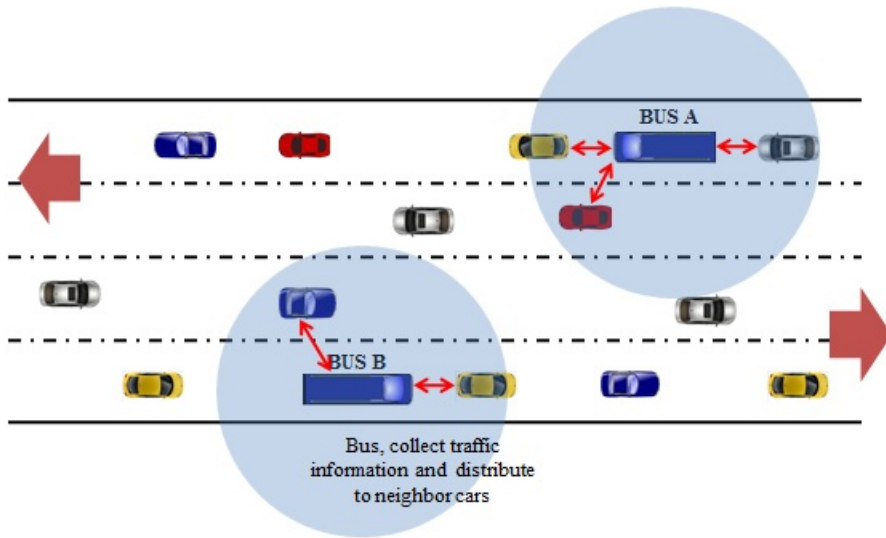 BUS A
BUS B
Bus, collect traffic
information and distribute
to neighbor cars